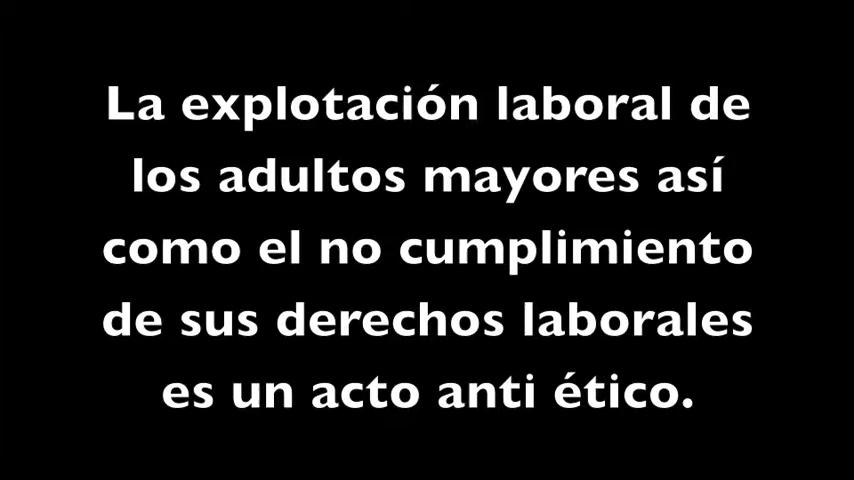 La explotación laboral de
los adultos mayores así
como el no cumplimiento
de sus derechos laborales
es un acto anti ético.